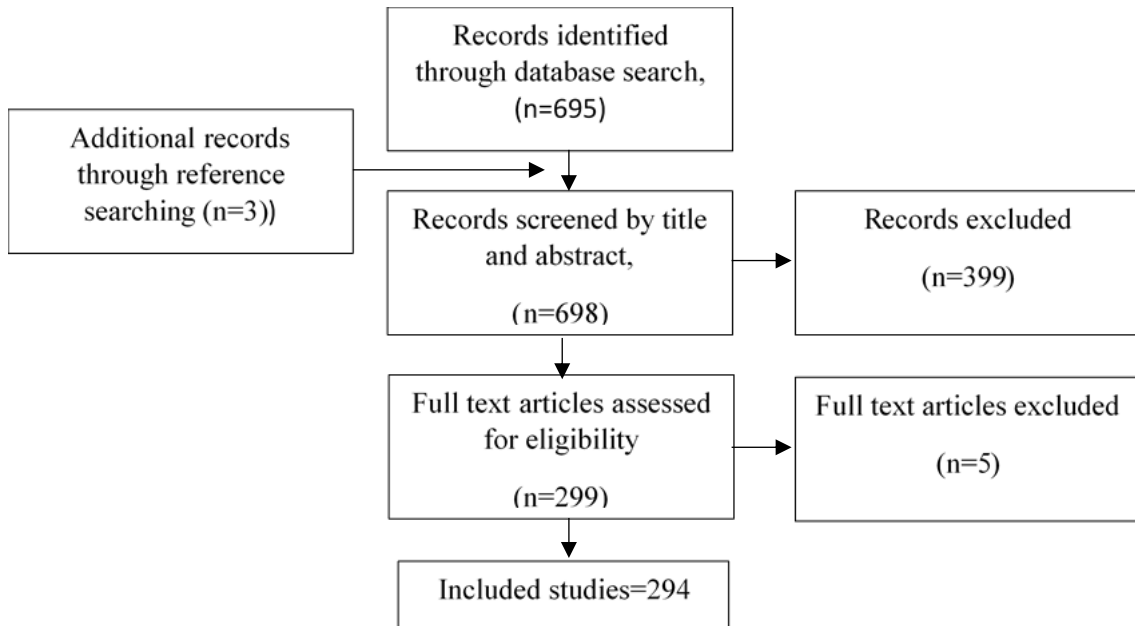 Records identified
through database search,
(n=695)
Additional records
through reference
searching (n=3))
Records screened by title
and abstract,
(n=698)
Records excluded
(n=399)
Full text articles assessed
for eligibility
(n=299)
Full text articles excluded
(n=5)
Included studies=294